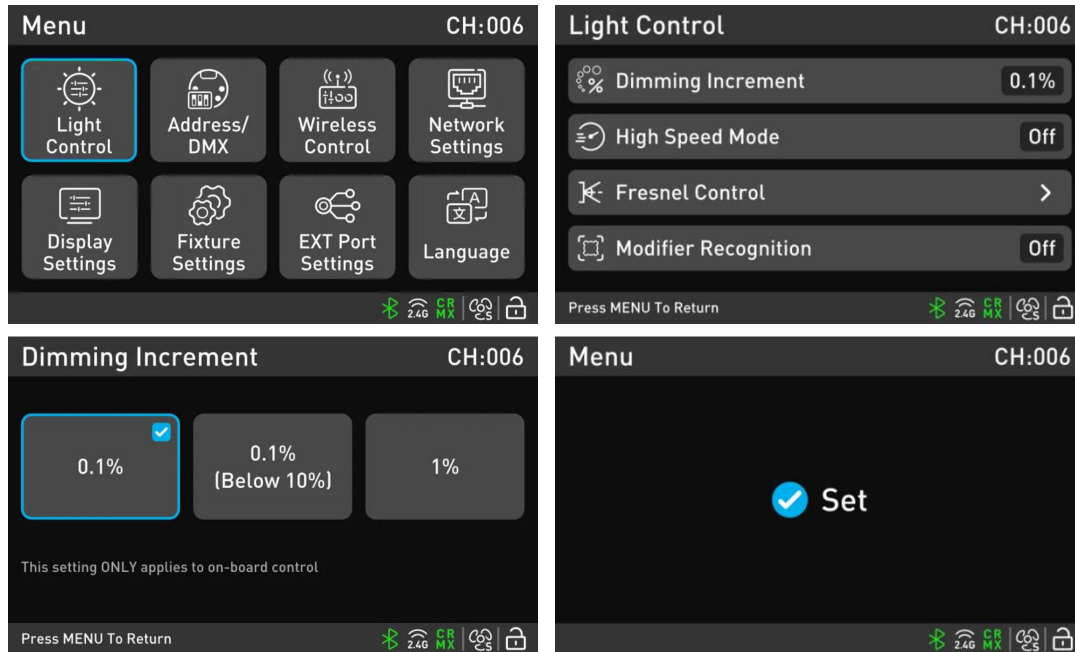 Menu
CH:006
Light
Control
Address/
DMX
Wireless
Control
Network
Settings
Display
Settings
Fixture
Settings
EXT Port
Settings
Language
2.4G
CR
MX
S
Light Control
CH:006
Dimming Increment
0.1%
High Speed Mode
Off
Fresnel Control
Modifier Recognition
Off
Press MENU To Return
2.4G
CR
MX
S
Dimming Increment
CH:006
0.1%
0.1%
(Below 10%)
1%
This setting ONLY applies to on-board control
Press MENU To Return
2.4G
CR
MX
S
Menu
CH:006
Set
2.4G
CR
MX
S